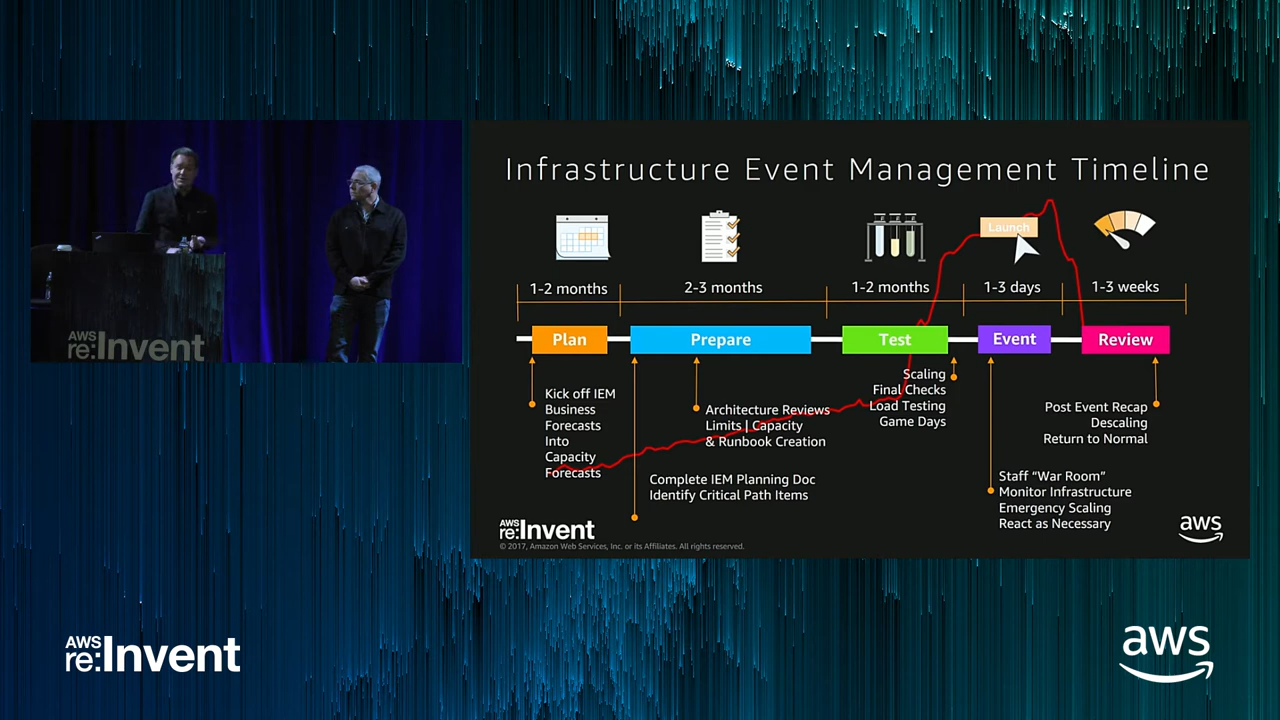 Infrastructure Event Management Timeline
Launch
1-2 months
2-3 months
1-2 months
1-3 days
1-3 weeks
Plan
Prepare
Test
Event
Review
Kick off IEM
Business
Forecasts
Into
Capacity
Forecasts
Architecture Reviews
Limits | Capacity
& Runbook Creation
Complete IEM Planning Doc
Identify Critical Path Items
Scaling
Final Checks
Load Testing
Game Days
Staff “War Room”
Monitor Infrastructure
Emergency Scaling
React as Necessary
Post Event Recap
Descaling
Return to Normal
AWS
re:Invent
© 2017, Amazon Web Services, Inc. or its Affiliates. All rights reserved.
aws
AWS
re:Invent
AWS
re:Invent
aws